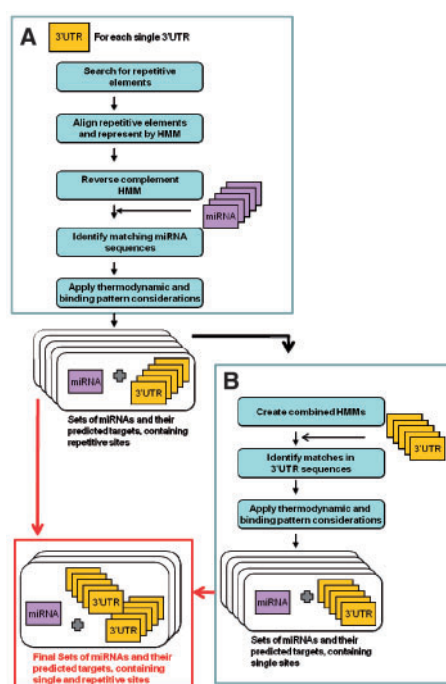 A
3'UTR For each single 3'UTR
Search for repetitive
elements
Align repetitive elements
and represent by HMM
Reverse complement
HMM
miRNA
Identify matching miRNA
sequences
Apply thermodynamic and
binding pattern considerations
miRNA
3'UTR
Sets of miRNAs and their
predicted targets, containing
repetitive sites
B
Create combined HMMs
3'UTR
Identify matches in
3'UTR sequences
Apply thermodynamic and
binding pattern considerations
miRNA
3'UTR
Sets of miRNAs and their
predicted targets, containing
single sites
3'UTR
miRNA
3'UTR
Final Sets of miRNAs and their
predicted targets, containing
single and repetitive sites